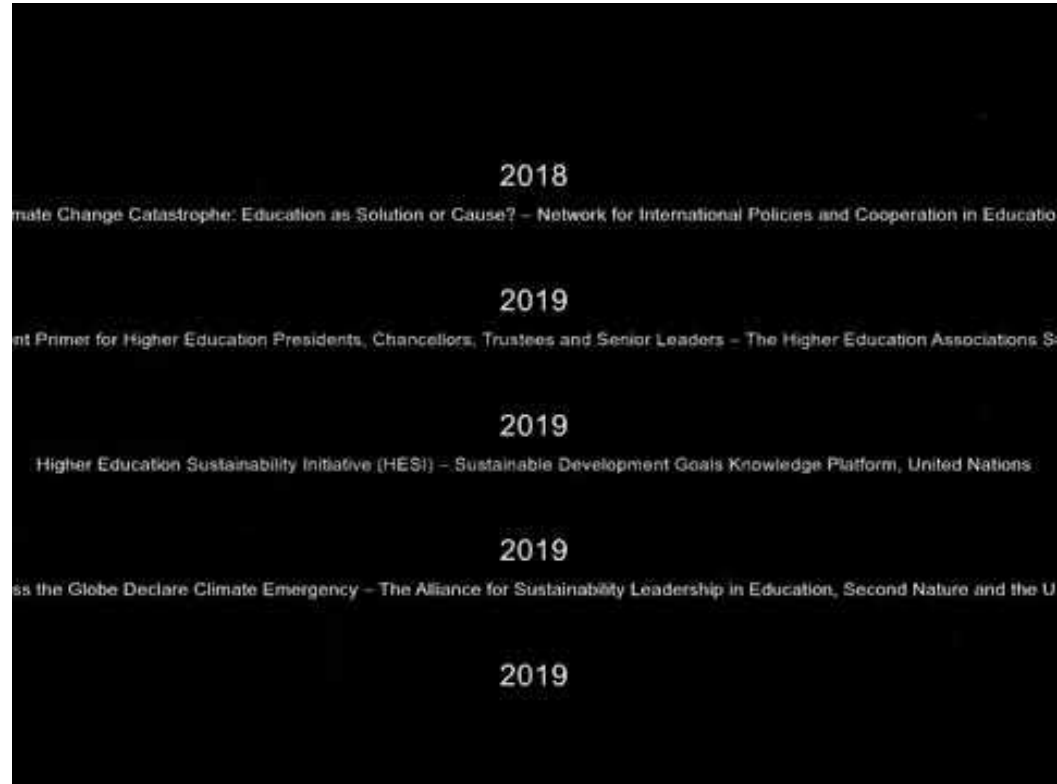 2018
mate Change Catastrophe: Education as Solution or Cause? – Network for International Policies and Cooperation in Educatio
2019
nt Primer for Higher Education Presidents, Chancellors, Trustees and Senior Leaders – The Higher Education Associations S
2019
Higher Education Sustainability Initiative (HESI) – Sustainable Development Goals Knowledge Platform, United Nations
2019
ss the Globe Declare Climate Emergency – The Alliance for Sustainability Leadership in Education, Second Nature and the U
2019